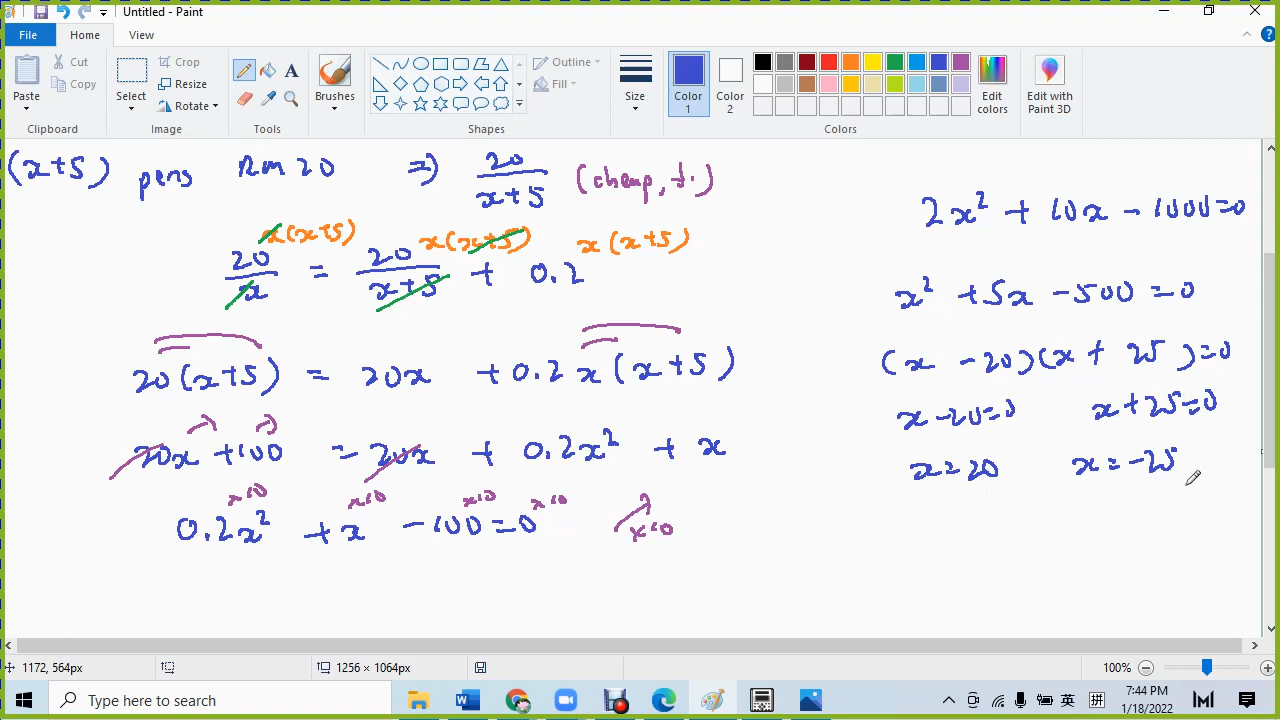 Untitled - Paint
File Home View
Paste
Cut
Copy
Clipboard
Select
Crop
Resize
Rotate
Image
Tools
Brushes
Shapes
Outline
Fill
Size
Color 1
Color 2
Colors
Edit colors
Edit with Paint 3D
(x+5) pens RM 20 => 20/(x+5) (cheap, ↓.)
20/x x(x+5) = 20/(x+5) x(x+5) + 0.2 x(x+5)
20(x+5) = 20x + 0.2x(x+5)
20x +100 = 20x + 0.2x² + x
×10 ×10 ×10 ×10
0.2x² + x -100=0 ×10
2x² + 10x - 1000=0
x² +5x -500 =0
(x -20)(x + 25)=0
x-20=0 x+25=0
x=20 x=-25
1172, 564px 1256 × 1064px 100%
Type here to search
英 拼
7:44 PM
1/18/2022